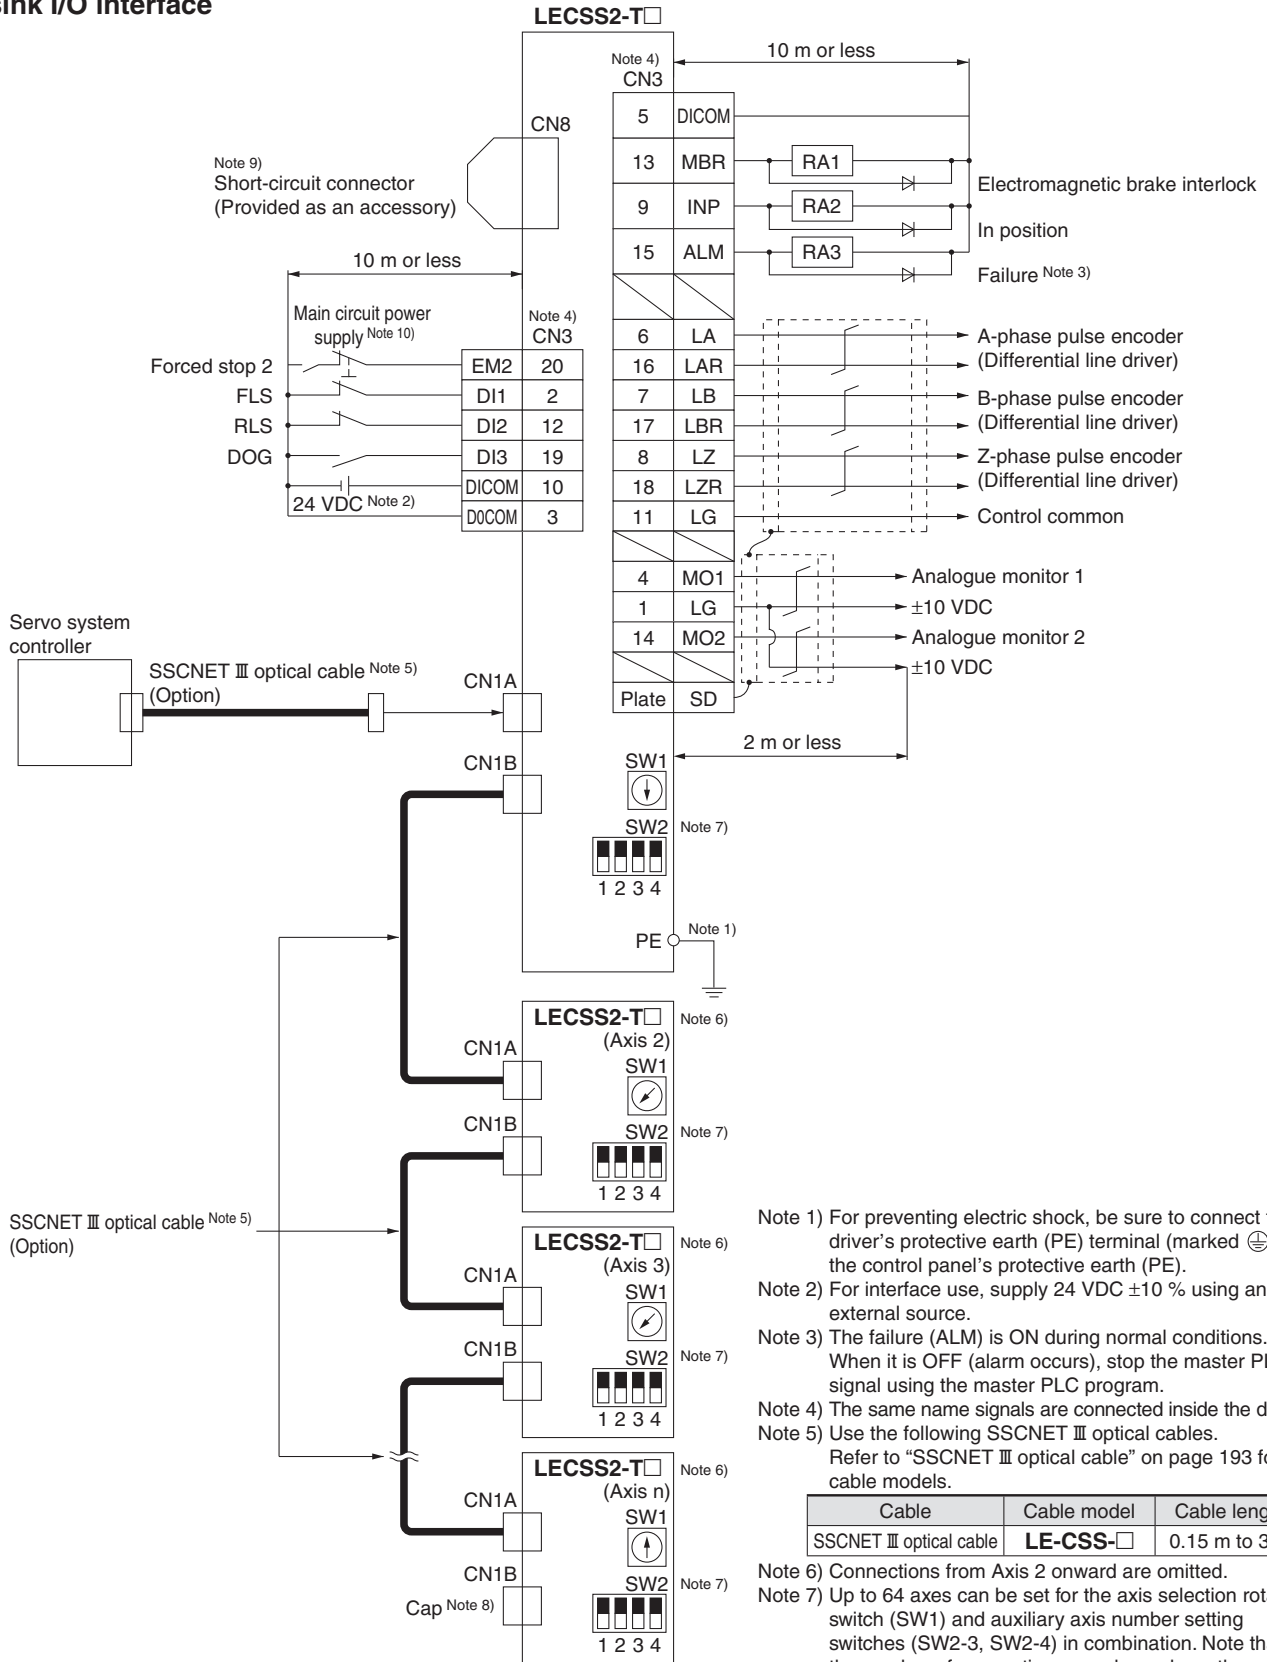 sink I/O interface
LECSS2-T□
10 m or less
Note 4)
CN3
5 DICOM
13 MBR RA1
Electromagnetic brake interlock
9 INP RA2
In position
15 ALM RA3
Failure Note 3)
CN8
Note 9)
Short-circuit connector
(Provided as an accessory)
10 m or less
Main circuit power
supply Note 10)
Note 4)
CN3
Forced stop 2 EM2 20
FLS DI1 2
RLS DI2 12
DOG DI3 19
DICOM 10
24 VDC Note 2)
D0COM 3
6 LA A-phase pulse encoder
16 LAR (Differential line driver)
7 LB B-phase pulse encoder
17 LBR (Differential line driver)
8 LZ Z-phase pulse encoder
18 LZR (Differential line driver)
11 LG Control common
4 MO1 Analogue monitor 1
1 LG ±10 VDC
14 MO2 Analogue monitor 2
±10 VDC
Plate SD
2 m or less
Servo system
controller
SSCNET Ⅲ optical cable Note 5)
(Option)
CN1A
CN1B
SW1
SW2 Note 7)
1 2 3 4
PE Note 1)
LECSS2-T□ Note 6)
(Axis 2)
CN1A
SW1
CN1B
SW2 Note 7)
1 2 3 4
SSCNET Ⅲ optical cable Note 5)
(Option)
LECSS2-T□ Note 6)
(Axis 3)
CN1A
SW1
CN1B
SW2 Note 7)
1 2 3 4
LECSS2-T□ Note 6)
(Axis n)
CN1A
SW1
CN1B
Cap Note 8)
SW2 Note 7)
1 2 3 4
Note 1) For preventing electric shock, be sure to connect
driver's protective earth (PE) terminal (marked
the control panel's protective earth (PE).
Note 2) For interface use, supply 24 VDC ±10 % using an
external source.
Note 3) The failure (ALM) is ON during normal conditions.
When it is OFF (alarm occurs), stop the master
signal using the master PLC program.
Note 4) The same name signals are connected inside the
Note 5) Use the following SSCNET Ⅲ optical cables.
Refer to "SSCNET Ⅲ optical cable" on page 193
cable models.
Cable Cable model Cable
SSCNET Ⅲ optical cable LE-CSS-□ 0.15 m to
Note 6) Connections from Axis 2 onward are omitted.
Note 7) Up to 64 axes can be set for the axis selection
switch (SW1) and auxiliary axis number setting
switches (SW2-3, SW2-4) in combination. Note